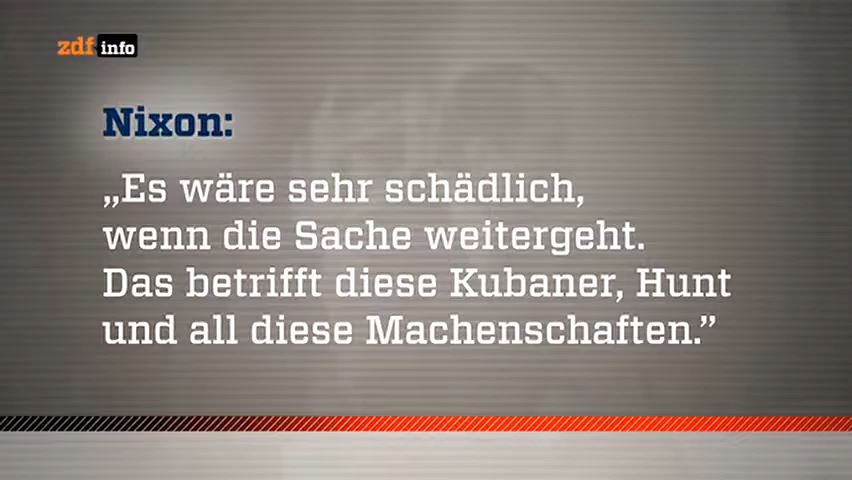 zdf info
Nixon:
„Es wäre sehr schädlich,
wenn die Sache weitergeht.
Das betrifft diese Kubaner, Hunt
und all diese Machenschaften.”